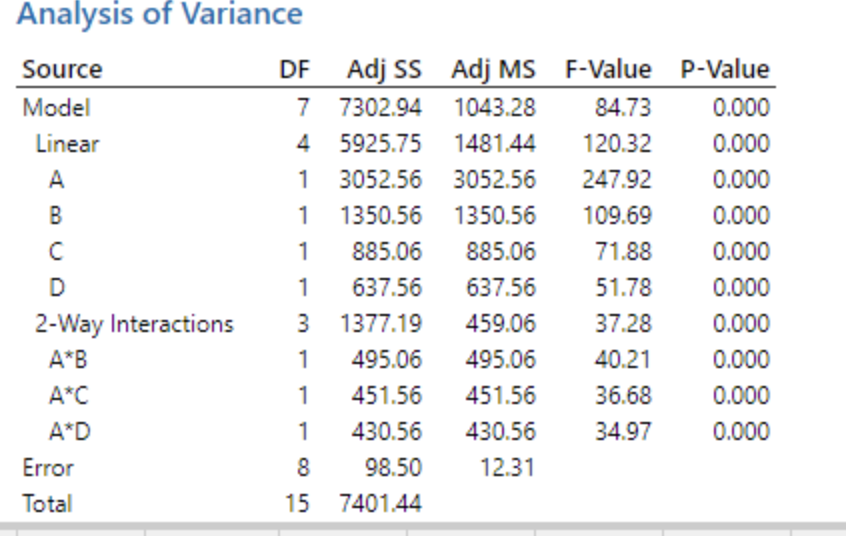 Analysis of Variance
Source DF Adj SS Adj MS F-Value P-Value
Model 7 7302.94 1043.28 84.73 0.000
Linear 4 5925.75 1481.44 120.32 0.000
A 1 3052.56 3052.56 247.92 0.000
B 1 1350.56 1350.56 109.69 0.000
C 1 885.06 885.06 71.88 0.000
D 1 637.56 637.56 51.78 0.000
2-Way Interactions 3 1377.19 459.06 37.28 0.000
A*B 1 495.06 495.06 40.21 0.000
A*C 1 451.56 451.56 36.68 0.000
A*D 1 430.56 430.56 34.97 0.000
Error 8 98.50 12.31
Total 15 7401.44